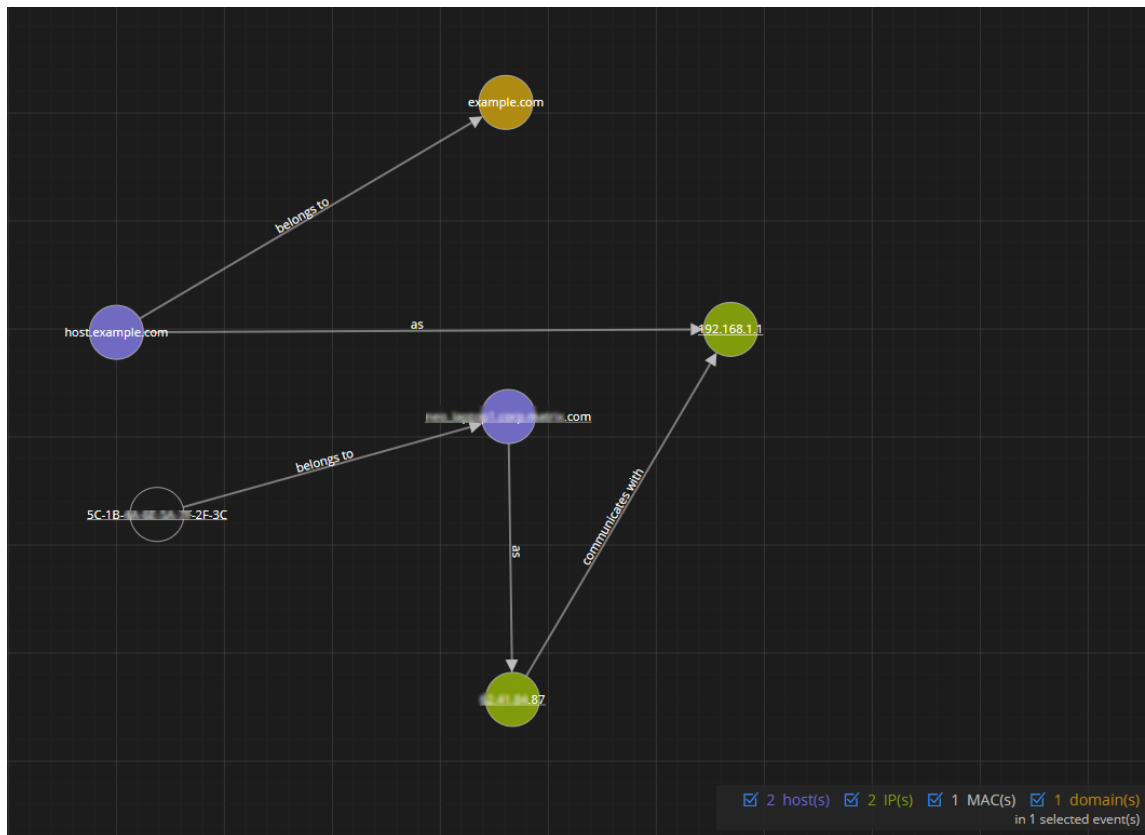 example.com
belongs to
host.example.com
as
192.168.1.1
.com
belongs to
5C-1B- -2F-3C
as
communicates with
.87
2 host(s) 2 IP(s) 1 MAC(s) 1 domain(s)
in 1 selected event(s)